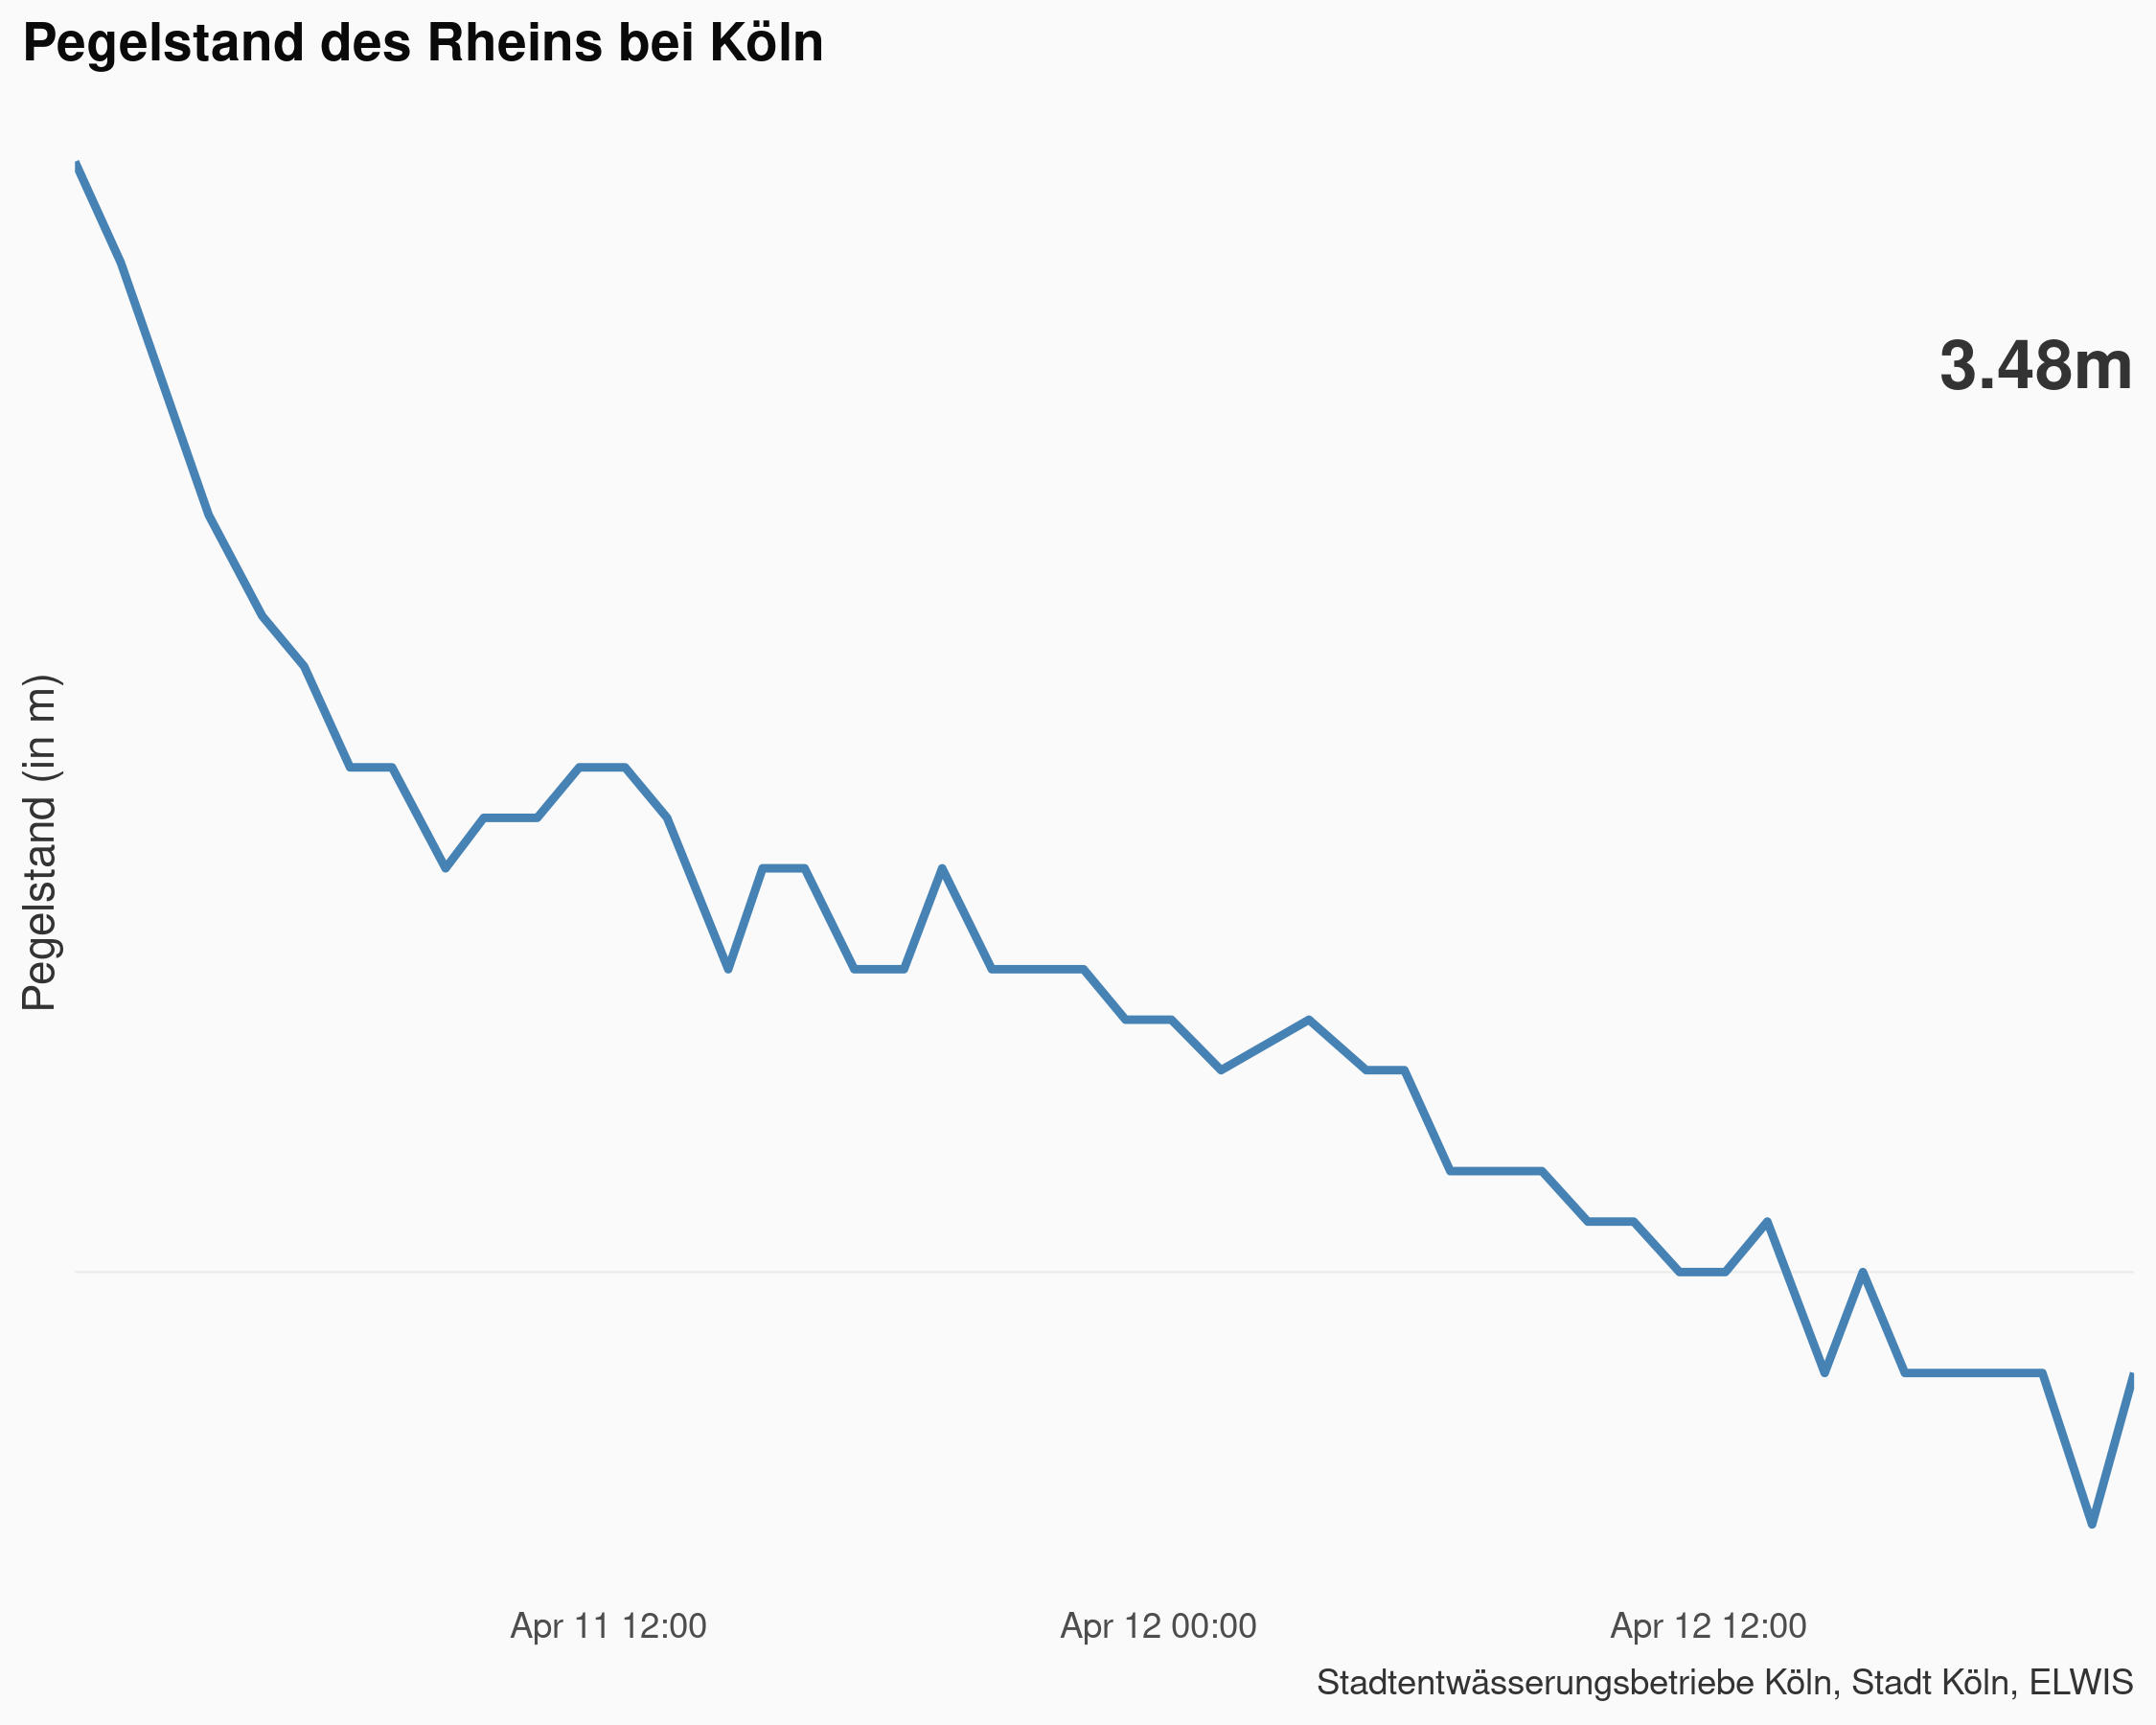 Pegelstand des Rheins bei Köln
3.48m
Pegelstand (in m)
Apr 11 12:00
Apr 12 00:00
Apr 12 12:00
Stadtentwässerungsbetriebe Köln, Stadt Köln, ELWIS